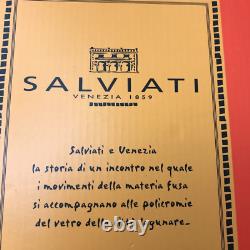 SALVIATI
VENEZIA 1859
Salviati e Venezia
la storia di un incontro nel quale
i movimenti della materia fusa
si accompagnano alle policromie
del vetro lagunare...